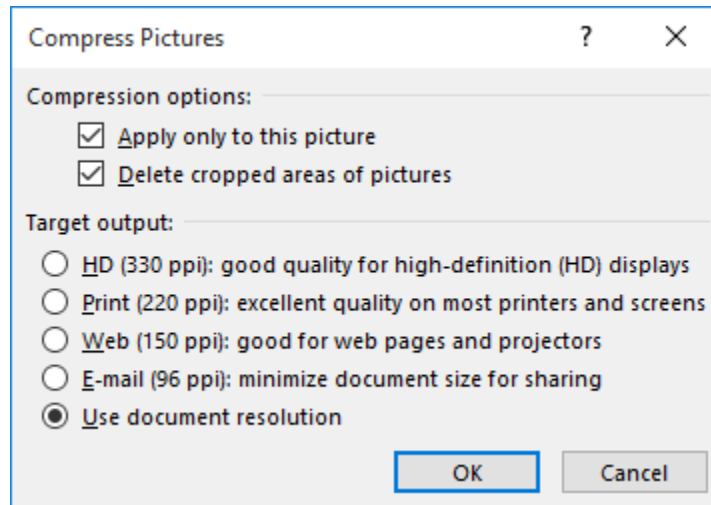 Compress Pictures ?
Compression options:
Apply only to this picture
Delete cropped areas of pictures
Target output:
HD (330 ppi): good quality for high-definition (HD) displays
Print (220 ppi): excellent quality on most printers and screens
Web (150 ppi): good for web pages and projectors
E-mail (96 ppi): minimize document size for sharing
Use document resolution
OK Cancel